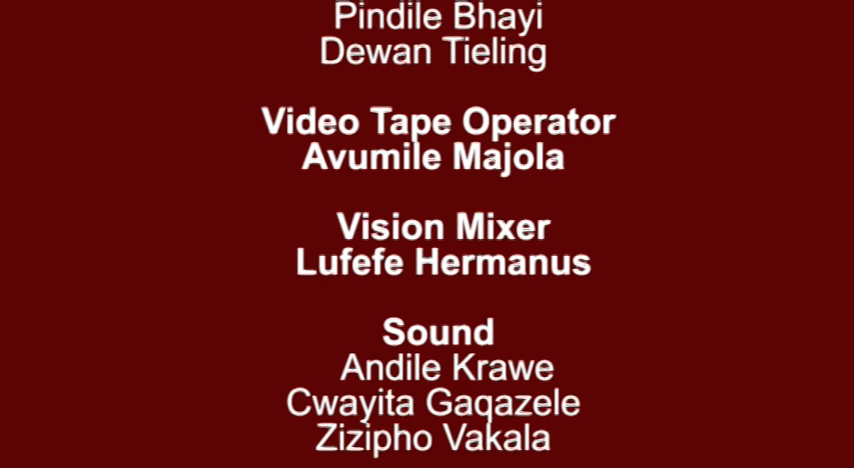 Pindile Bhayi
Dewan Tieling
Video Tape Operator
Avumile Majola
Vision Mixer
Lufefe Hermanus
Sound
Andile Krawe
Cwayita Gaqazele
Zizipho Vakala